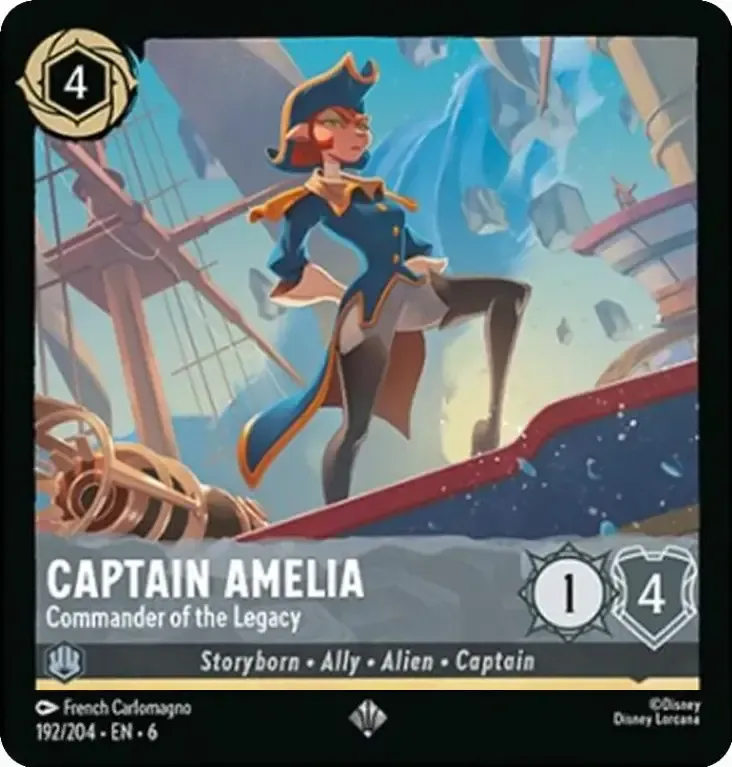 4
CAPTAIN AMELIA
Commander of the Legacy
1
4
Storyborn • Ally • Alien • Captain
French Carlomagno
192/204 • EN • 6
©Disney
Disney Lorcana